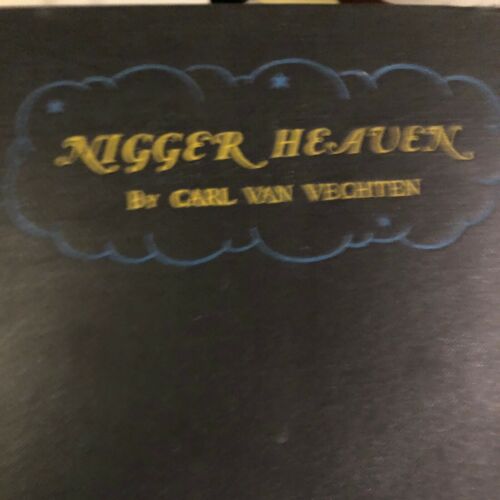 NIGGER HEAVEN
By CARL VAN VECHTEN